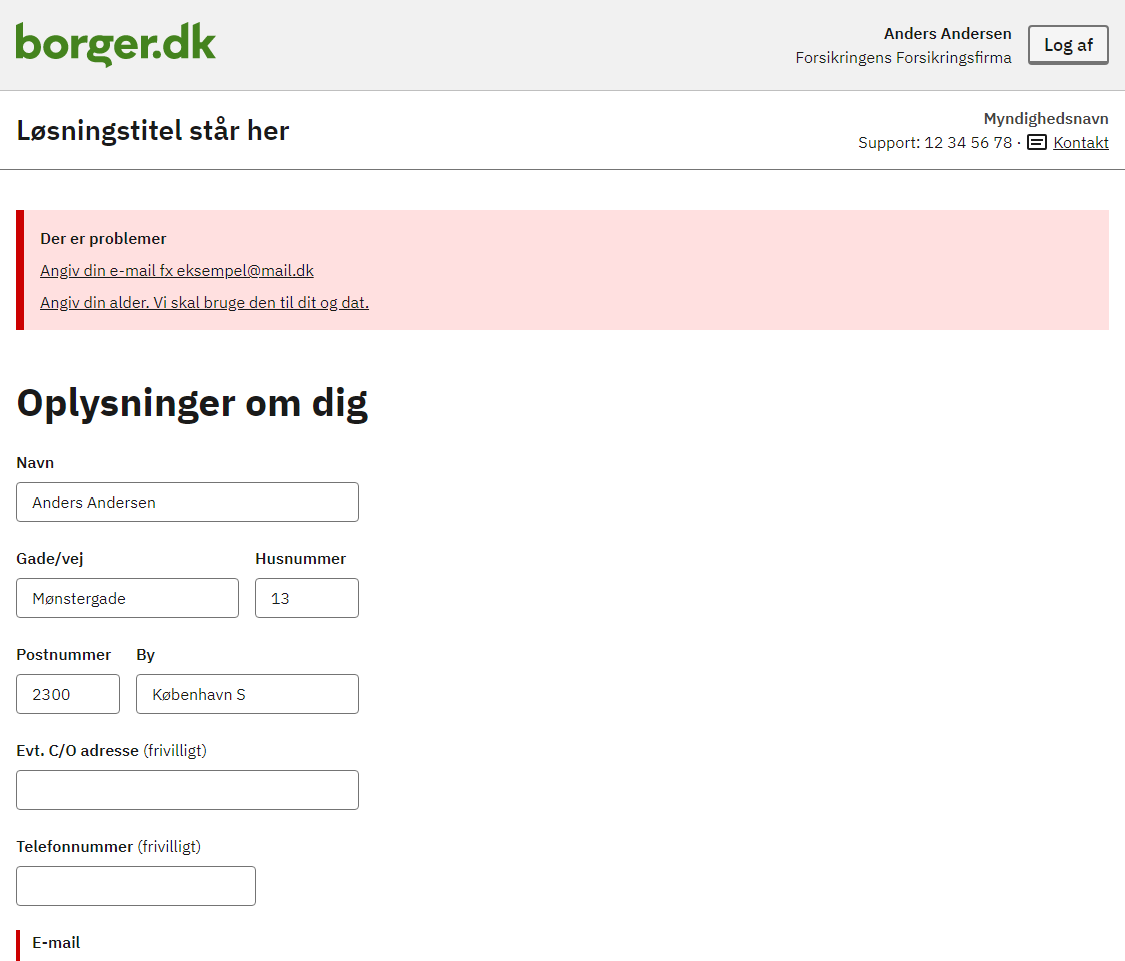 borger.dk
Anders Andersen
Forsikringens Forsikringsfirma
Log af
Løsningstitel står her
Myndighedsnavn
Support: 12 34 56 78 · Kontakt
Der er problemer
Angiv din e-mail fx eksempel@mail.dk
Angiv din alder. Vi skal bruge den til dit og dat.
Oplysninger om dig
Navn
Anders Andersen
Gade/vej Husnummer
Mønstergade 13
Postnummer By
2300 København S
Evt. C/O adresse (frivilligt)
Telefonnummer (frivilligt)
E-mail